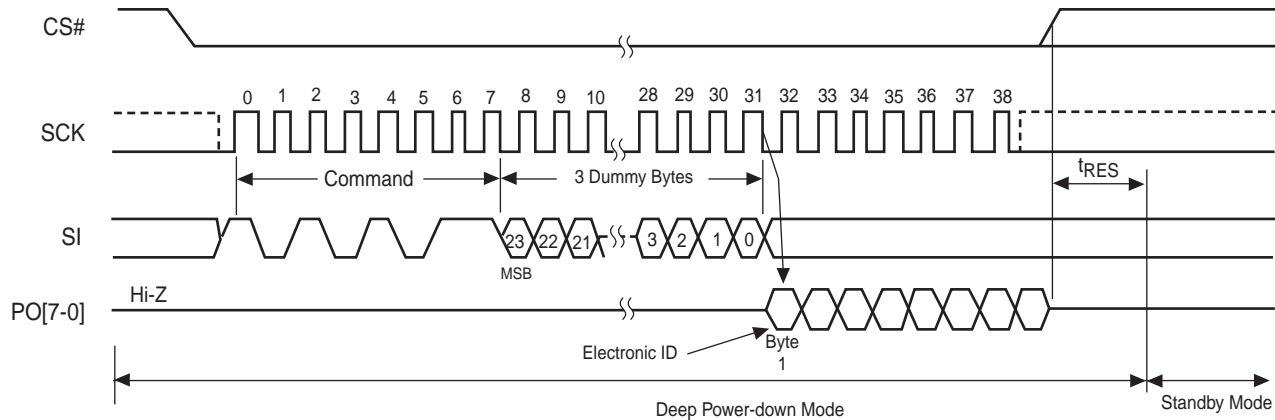 CS#
0 1 2 3 4 5 6 7 8 9 10 28 29 30 31 32 33 34 35 36 37 38
SCK
tRES
Command
3 Dummy Bytes
SI
23 22 21 3 2 1 0
MSB
Hi-Z
PO[7-0]
Electronic ID
Byte
1
Deep Power-down Mode
Standby Mode